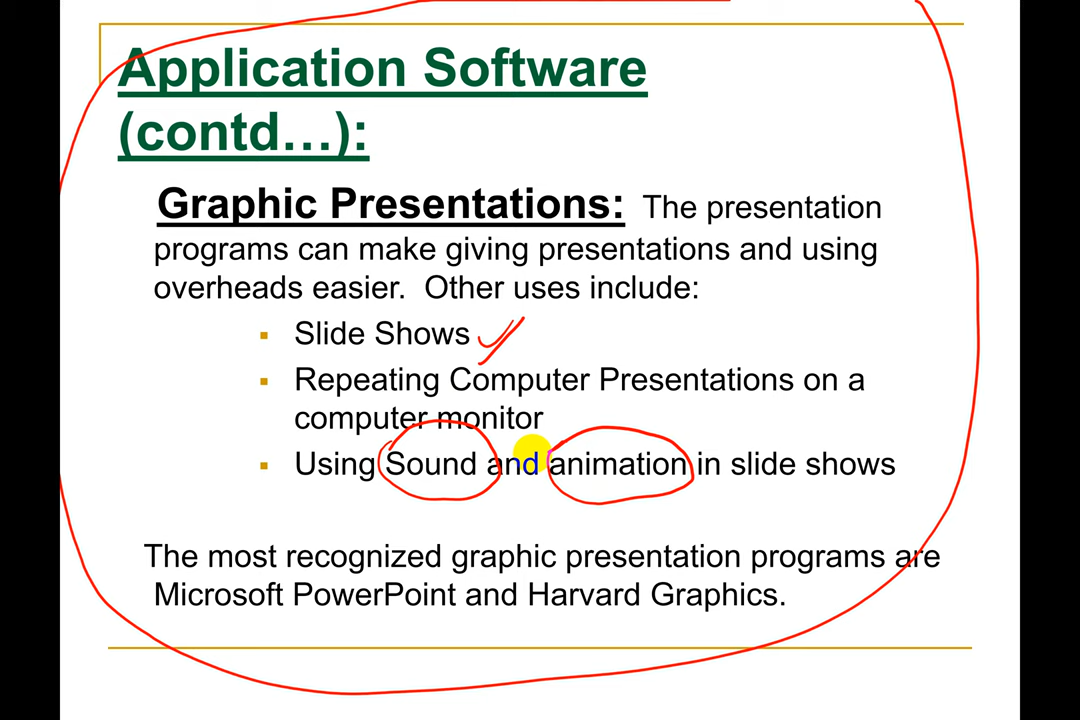 Application Software
(contd…):
Graphic Presentations: The presentation
programs can make giving presentations and using
overheads easier. Other uses include:
▪ Slide Shows
▪ Repeating Computer Presentations on a
computer monitor
▪ Using Sound and animation in slide shows
The most recognized graphic presentation programs are
Microsoft PowerPoint and Harvard Graphics.